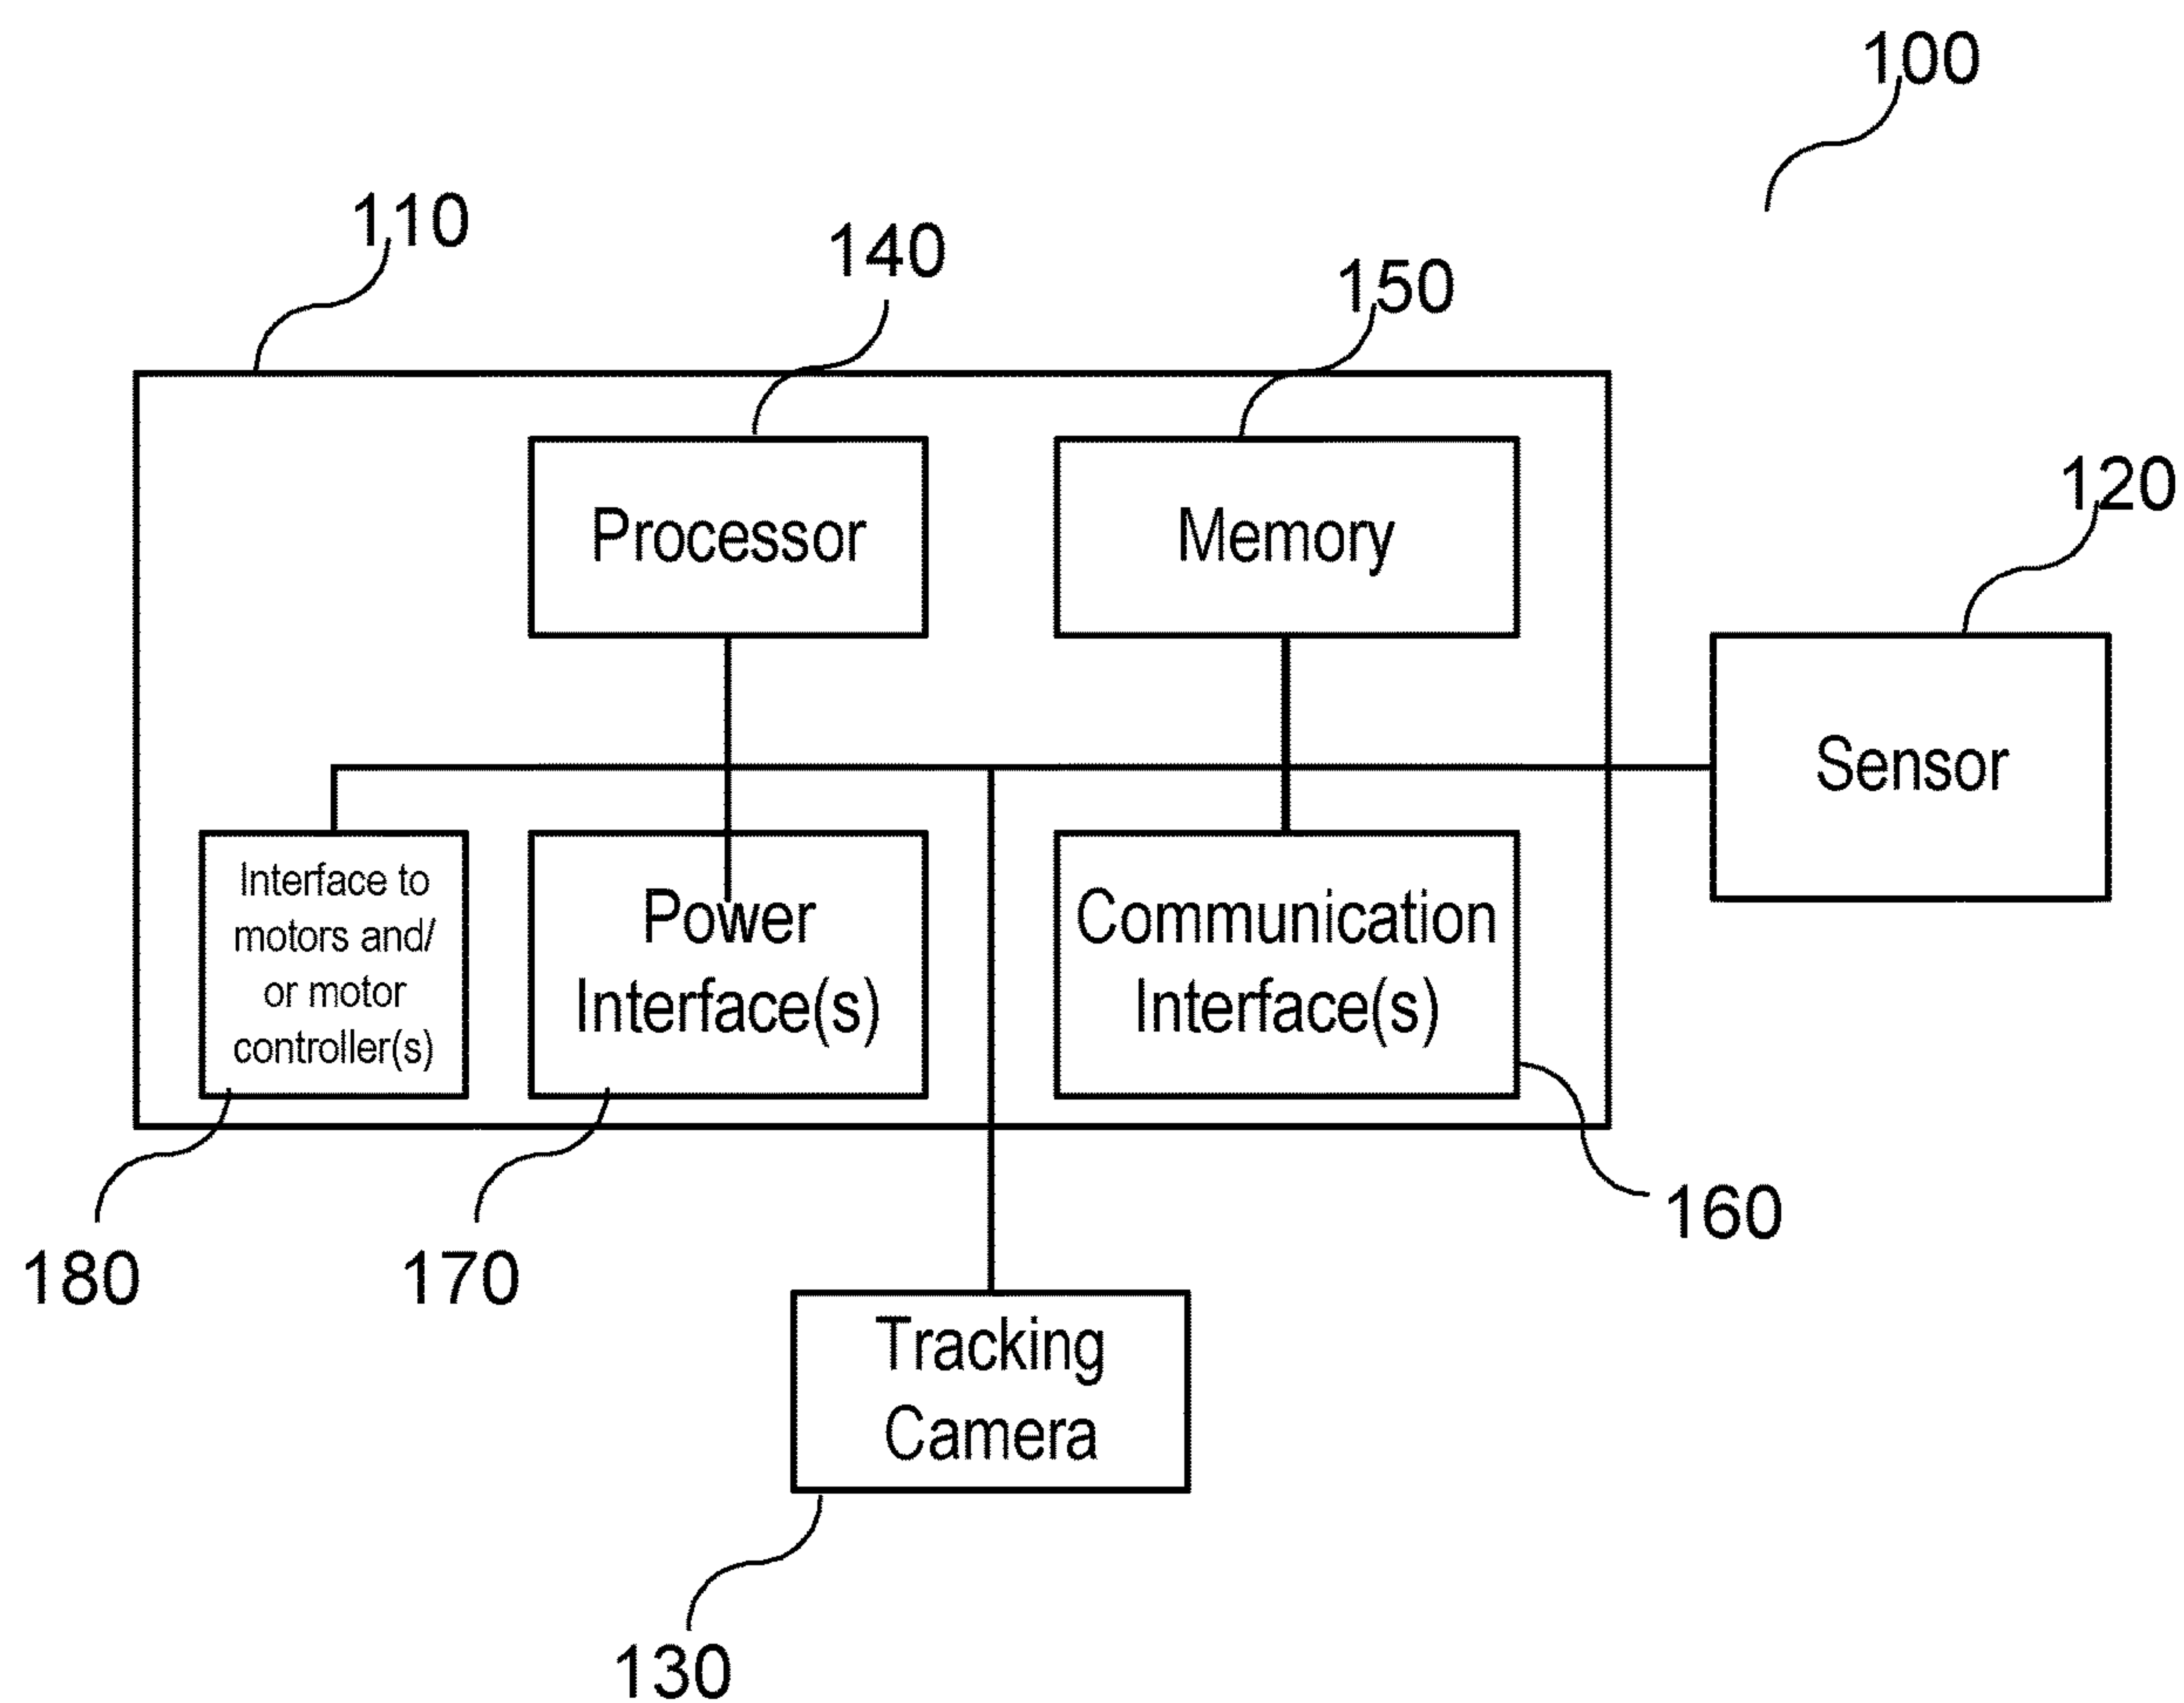 100
110
140
150
120
Processor
Memory
Sensor
Interface to
motors and/
or motor
controller(s)
Power
Interface(s)
Communication
Interface(s)
160
180
170
Tracking
Camera
130